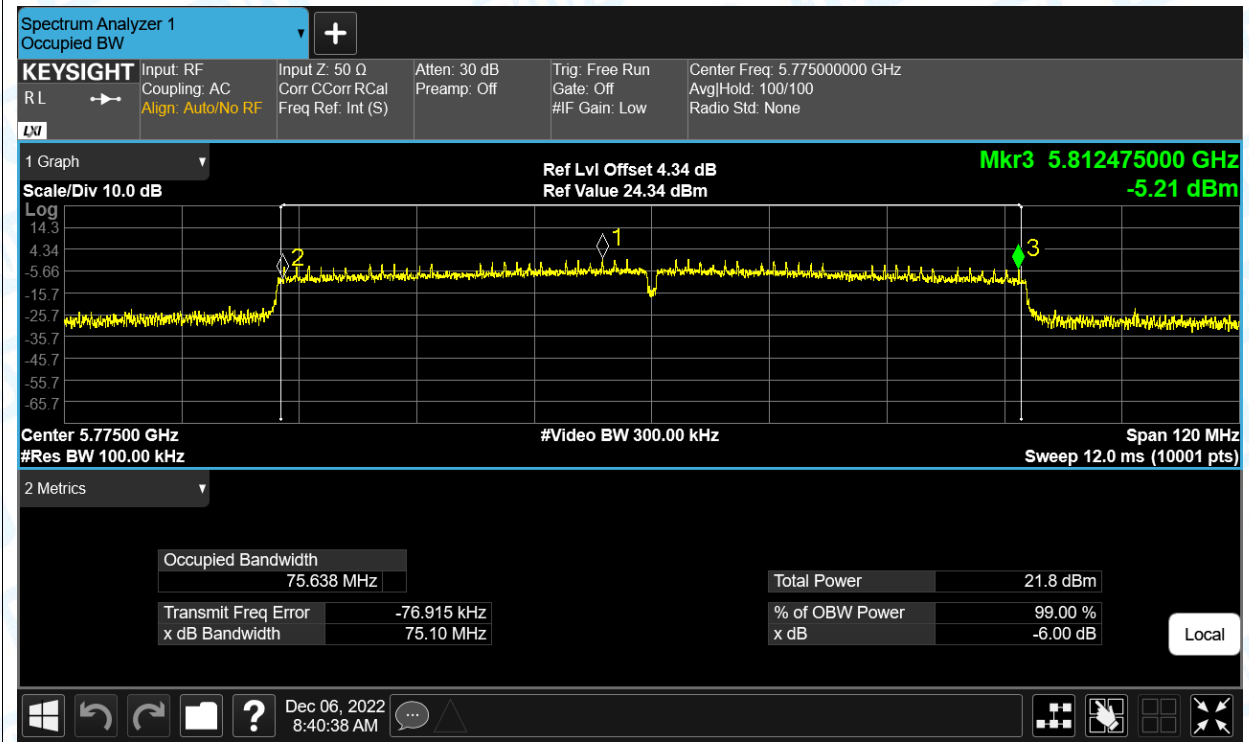 Spectrum Analyzer 1
Occupied BW
KEYSIGHT
R L
LXI
Input: RF
Coupling: AC
Align: Auto/No RF
Input Z: 50 Ω
Corr CCorr RCal
Freq Ref: Int (S)
Atten: 30 dB
Preamp: Off
Trig: Free Run
Gate: Off
#IF Gain: Low
Center Freq: 5.775000000 GHz
Avg|Hold: 100/100
Radio Std: None
1 Graph
Scale/Div 10.0 dB
Ref Lvl Offset 4.34 dB
Ref Value 24.34 dBm
Mkr3 5.812475000 GHz
-5.21 dBm
Log
14.3
4.34
-5.66
-15.7
-25.7
-35.7
-45.7
-55.7
-65.7
2
1
3
Center 5.77500 GHz
#Res BW 100.00 kHz
#Video BW 300.00 kHz
Span 120 MHz
Sweep 12.0 ms (10001 pts)
2 Metrics
Occupied Bandwidth
75.638 MHz
Transmit Freq Error -76.915 kHz
x dB Bandwidth 75.10 MHz
Total Power 21.8 dBm
% of OBW Power 99.00 %
x dB -6.00 dB
Local
?
Dec 06, 2022
8:40:38 AM